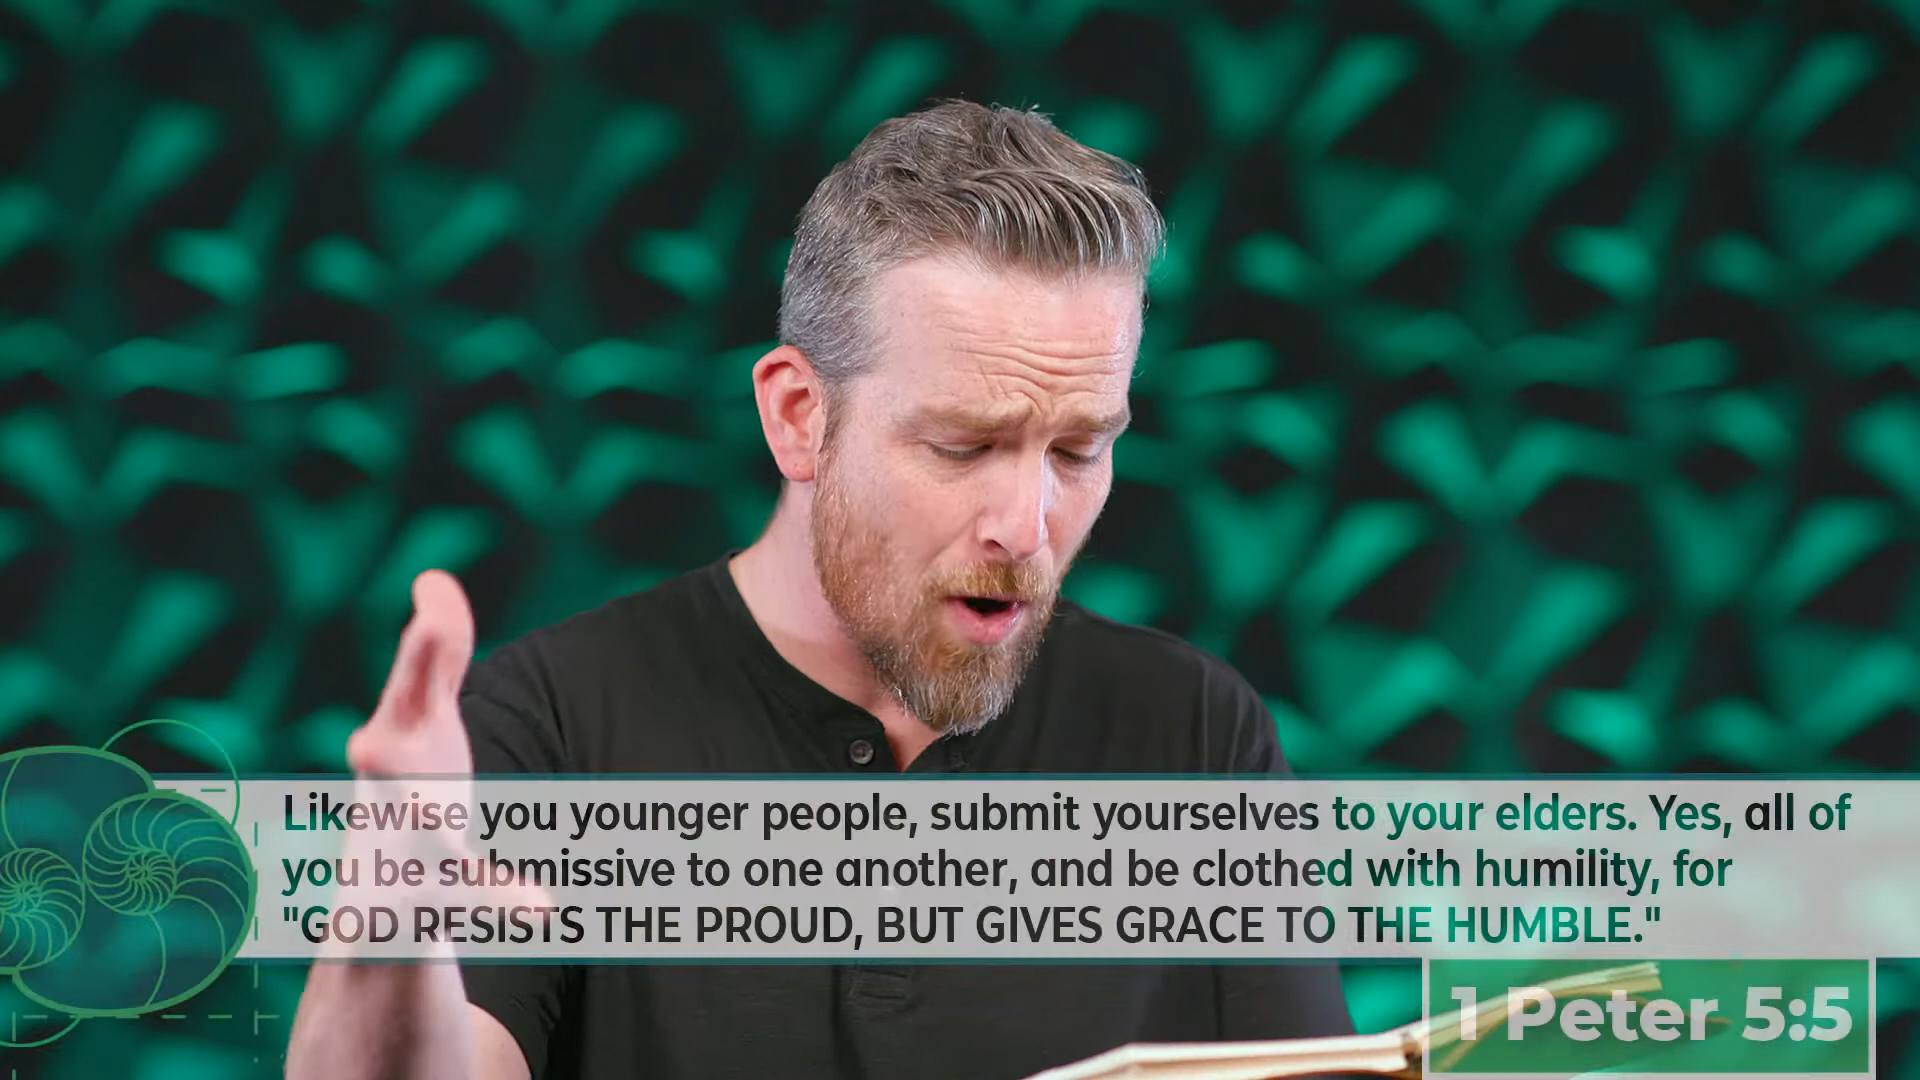 Likewise you younger people, submit yourselves to your elders. Yes, all of
you be submissive to one another, and be clothed with humility, for
"GOD RESISTS THE PROUD, BUT GIVES GRACE TO THE HUMBLE."
1 Peter 5:5